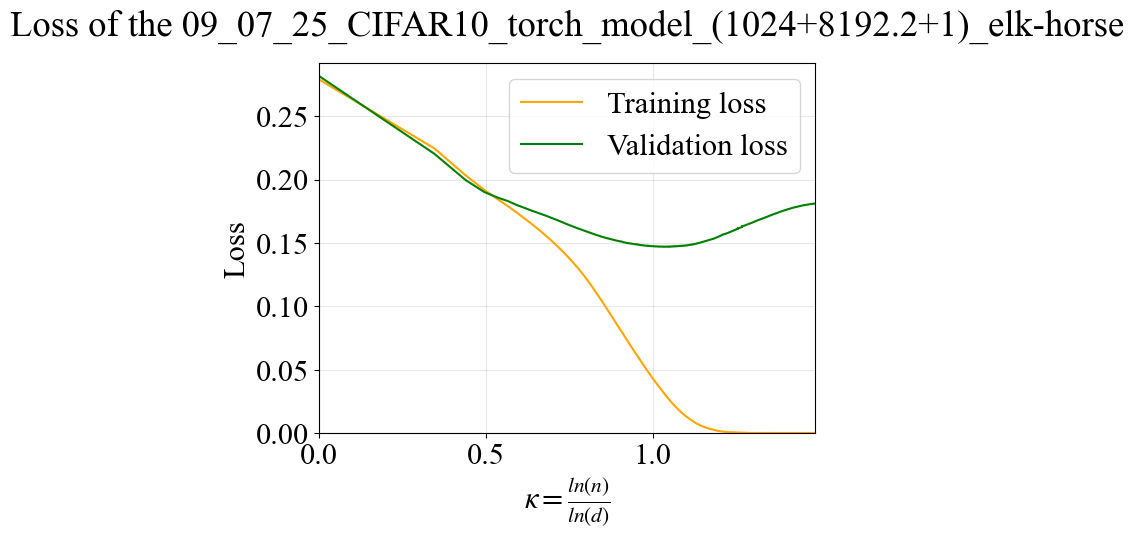 Loss of the 09_07_25_CIFAR10_torch_model_(1024+8192.2+1)_elk-horse
Training loss
Validation loss
Loss
0.25
0.20
0.15
0.10
0.05
0.00
0.0 0.5 1.0
κ = ln(n) / ln(d)